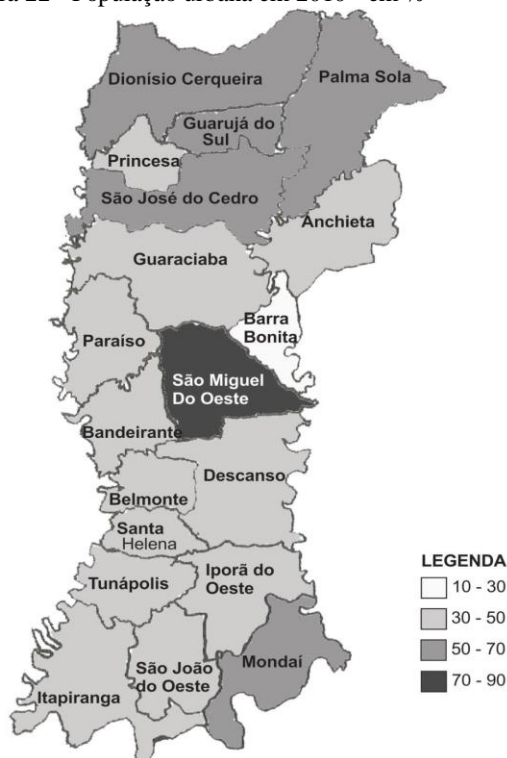 População urbana em 2010 - em %
Dionísio Cerqueira
Palma Sola
Guarujá do
Sul
Princesa
São José do Cedro
Anchieta
Guaraciaba
Barra
Bonita
Paraíso
São Miguel
Do Oeste
Bandeirante
Descanso
Belmonte
Santa
Helena
LEGENDA
10 - 30
30 - 50
50 - 70
70 - 90
Iporã do
Oeste
Tunápolis
Mondaí
São João
do Oeste
Itapiranga